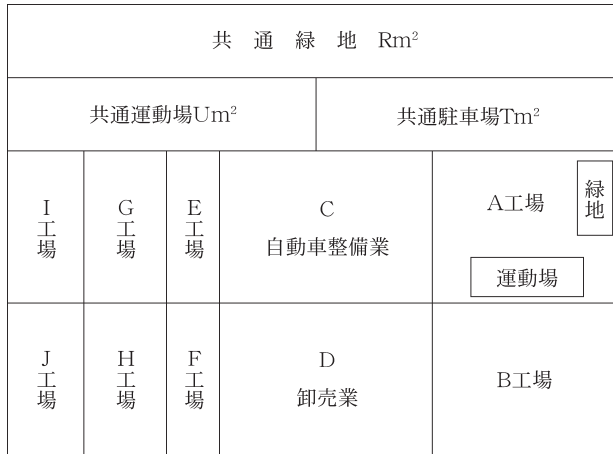 共通緑地 Rm²
共通運動場Um²
共通駐車場Tm²
I工場
G工場
E工場
C
自動車整備業
A工場
緑地
運動場
J工場
H工場
F工場
D
卸売業
B工場